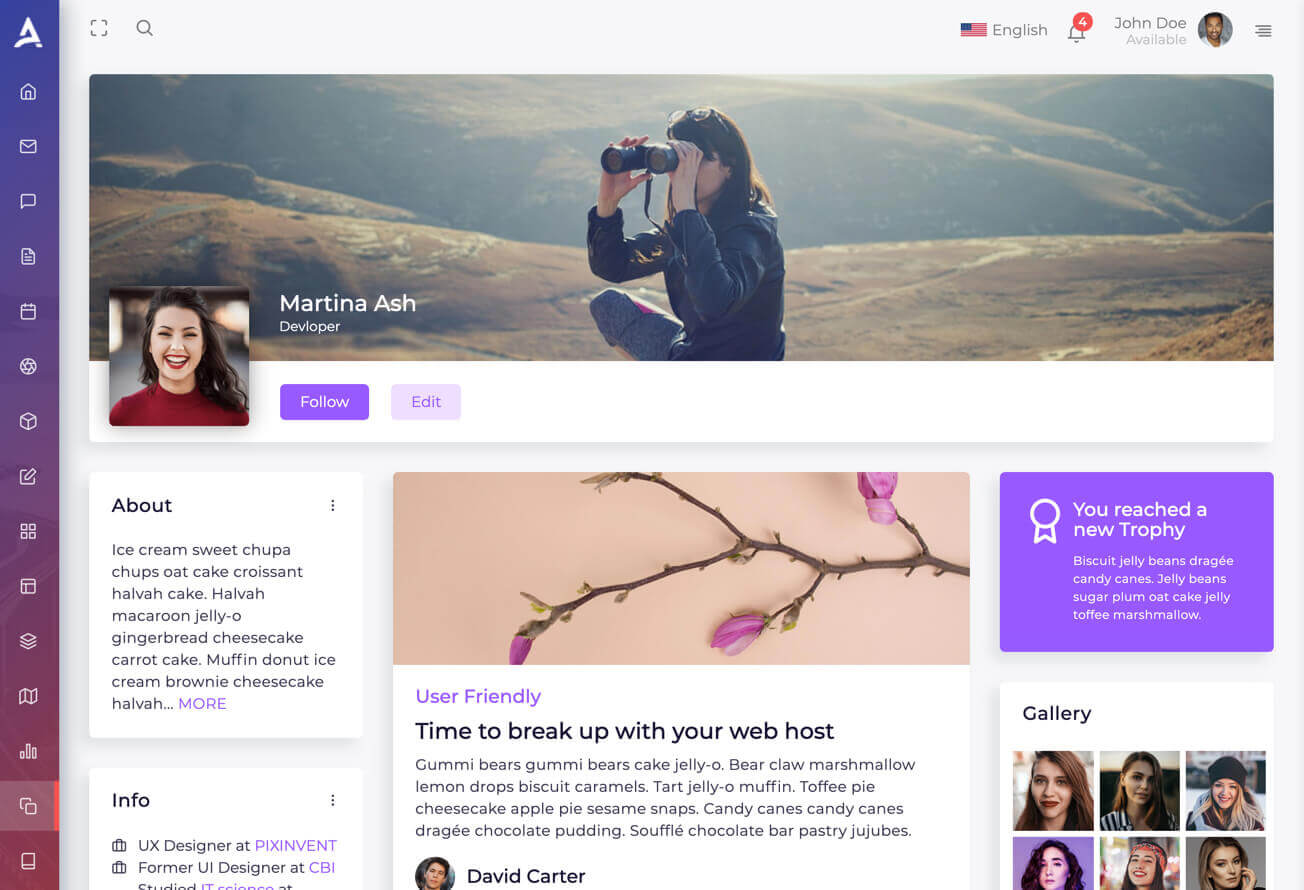 English
4
John Doe
Available
Martina Ash
Devloper
Follow
Edit
About
Ice cream sweet chupa
chups oat cake croissant
halvah cake. Halvah
macaroon jelly-o
gingerbread cheesecake
carrot cake. Muffin donut ice
cream brownie cheesecake
halvah... MORE
Info
UX Designer at PIXINVENT
Former UI Designer at CBI
Studied IT science at
User Friendly
Time to break up with your web host
Gummi bears gummi bears cake jelly-o. Bear claw marshmallow
lemon drops biscuit caramels. Tart jelly-o muffin. Toffee pie
cheesecake apple pie sesame snaps. Candy canes candy canes
dragée chocolate pudding. Soufflé chocolate bar pastry jujubes.
David Carter
You reached a
new Trophy
Biscuit jelly beans dragée
candy canes. Jelly beans
sugar plum oat cake jelly
toffee marshmallow.
Gallery